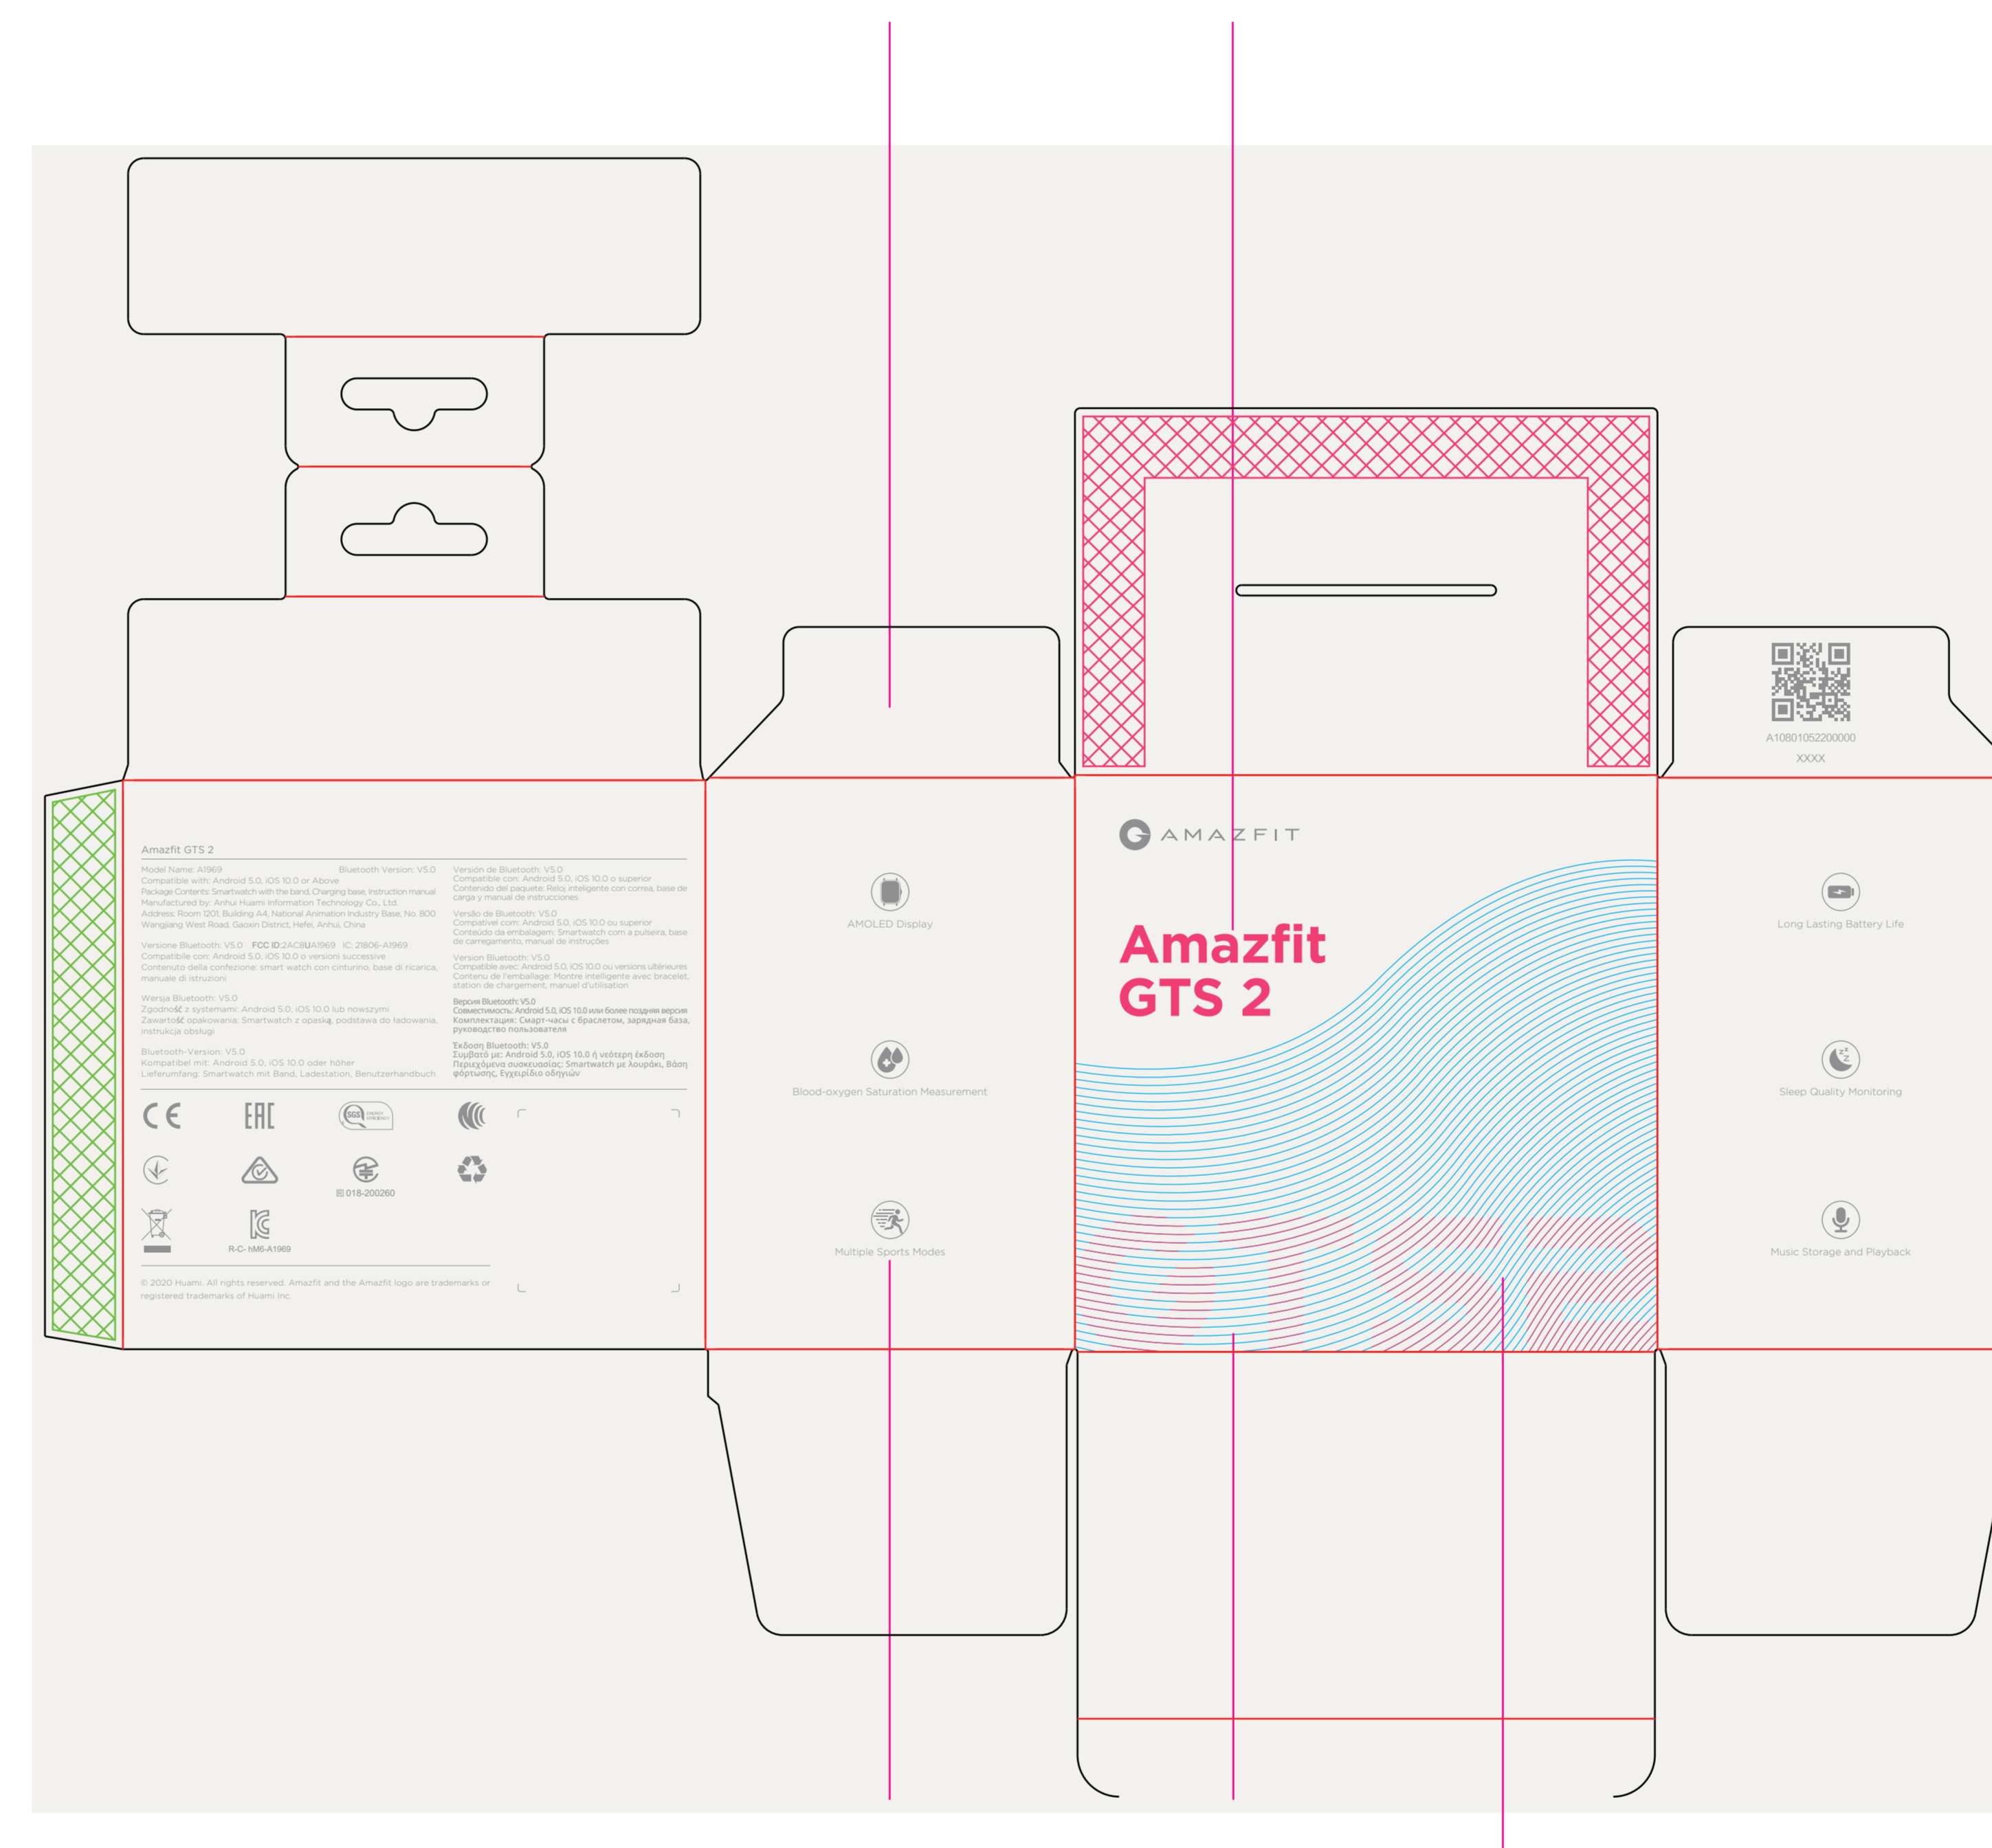 Amazfit GTS 2
Model Name: A1969 Bluetooth Version: V5.0
Compatible with: Android 5.0, iOS 10.0 or Above
Package Contents: Smartwatch with the band, Charging base, Instruction manual
Manufactured by: Anhui Huami Information Technology Co., Ltd.
Address: Room 1201, Building A4, National Animation Industry Base, No. 800
Wangjiang West Road, Gaoxin District, Hefei, Anhui, China
Versione Bluetooth: V5.0 FCC ID:2AC8UA1969 IC: 21806-A1969
Compatibile con: Android 5.0, iOS 10.0 o versioni successive
Contenuto della confezione: smart watch con cinturino, base di ricarica,
manuale di istruzioni
Wersja Bluetooth: V5.0
Zgodność z systemami: Android 5.0, iOS 10.0 lub nowszymi
Zawartość opakowania: Smartwatch z opaską, podstawa do ładowania,
instrukcja obsługi
Bluetooth-Version: V5.0
Kompatibel mit: Android 5.0, iOS 10.0 oder höher
Lieferumfang: Smartwatch mit Band, Ladestation, Benutzerhandbuch
Versión de Bluetooth: V5.0
Compatible con: Android 5.0, iOS 10.0 o superior
Contenido del paquete: Reloj inteligente con correa, base de
carga y manual de instrucciones
Versão de Bluetooth: V5.0
Compatível com: Android 5.0, iOS 10.0 ou superior
Conteúdo da embalagem: Smartwatch com a pulseira, base
de carregamento, manual de instruções
Version Bluetooth: V5.0
Compatible avec: Android 5.0, iOS 10.0 ou versions ultérieures
Contenu de l'emballage: Montre intelligente avec bracelet,
station de chargement, manuel d'utilisation
Версия Bluetooth: V5.0
Совместимость: Android 5.0, iOS 10.0 или более поздняя версия
Комплектация: Смарт-часы с браслетом, зарядная база,
руководство пользователя
Έκδοση Bluetooth: V5.0
Συμβατό με: Android 5.0, iOS 10.0 ή νεότερη έκδοση
Περιεχόμενα συσκευασίας: Smartwatch με λουράκι, Βάση
φόρτωσης, Εγχειρίδιο οδηγιών
CE EAC SGS ENERGY EFFICIENCY
018-200260
R-C- hM6-A1969
© 2020 Huami. All rights reserved. Amazfit and the Amazfit logo are trademarks or
registered trademarks of Huami Inc.
AMOLED Display
Blood-oxygen Saturation Measurement
Multiple Sports Modes
AMAZFIT
Amazfit
GTS 2
A10801052200000
XXXX
Long Lasting Battery Life
Sleep Quality Monitoring
Music Storage and Playback